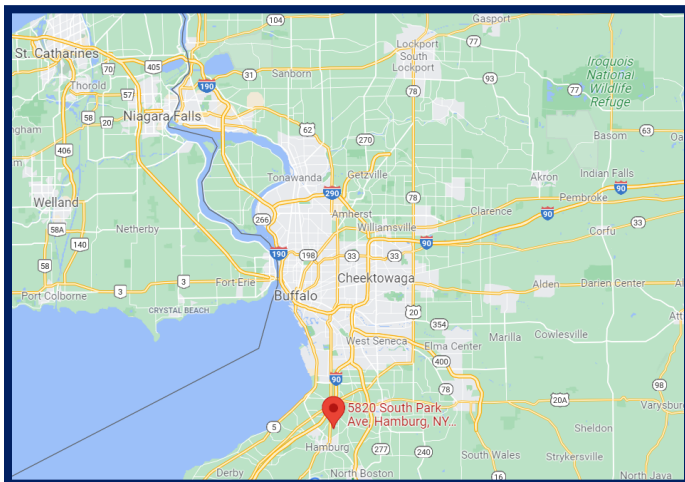 104
Gasport
St. Catharines
Lockport
77
South
Lockport
Iroquois
National
Wildlife
Refuge
70
405
31
Sanborn
93
Thorold
190
78
77
57
Niagara Falls
58
20
62
63
ngham
270
Basom
406
Tonawanda
Getzville
Akron
Indian Falls
90
290
78
Pembroke
Welland
Amherst
Clarence
90
266
Williamsville
33
58A
Netherby
Corfu
140
190
198
33
33
90
58
Cheektowaga
3
3
Fort Erie
Alden
Darien Center
Port Colborne
Buffalo
CRYSTAL BEACH
20
354
West Seneca
Marilla
Cowlesville
Elma Center
400
90
78
98
5820 South Park
Ave, Hamburg, NY...
20A
Varysbur
5
Sheldon
Hamburg
277
240
South Wales
Strykersville
Derby
North Boston
16
North Java